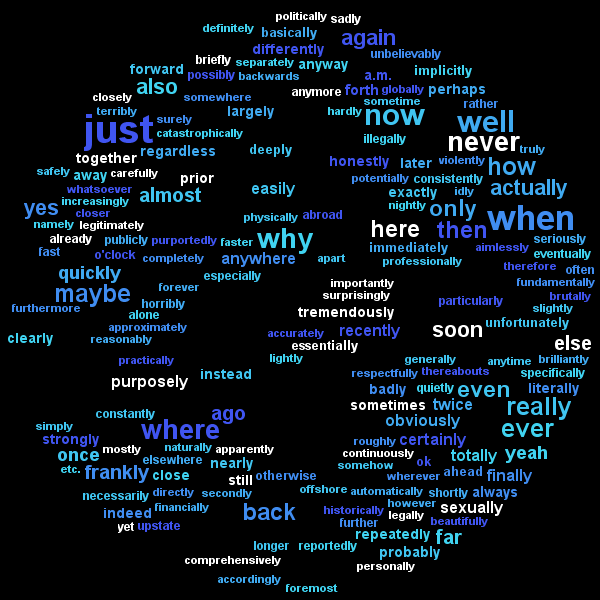 politically sadly
definitely basically again
differently unbelievably
briefly separately anyway
forward possibly backwards a.m. implicitly
also anymore forth globally perhaps
closely somewhere sometime rather
terribly surely largely hardly now well
just catastrophically illegally never truly
together regardless deeply honestly later violently how
safely away carefully prior potentially consistently
whatsoever almost easily exactly idly actually
increasingly nightly
yes closer physically abroad only when
namely legitimately here then
already publicly purportedly faster why immediately aimlessly seriously
fast o'clock completely anywhere apart professionally therefore eventually
quickly especially often
maybe forever importantly fundamentally
horribly surprisingly particularly brutally
furthermore alone tremendously slightly
approximately accurately recently soon unfortunately
clearly reasonably essentially else
practically lightly generally anytime brilliantly
purposely instead respectfully thereabouts specifically
badly quietly even literally
constantly ago sometimes twice really
simply where obviously ever
strongly mostly naturally apparently roughly certainly
once elsewhere nearly continuously totally yeah
etc. frankly close still otherwise somehow ok ahead finally
wherever
necessarily directly secondly offshore automatically shortly always
indeed financially back historically however sexually
yet upstate further legally beautifully
repeatedly far
longer reportedly probably
comprehensively personally
accordingly foremost